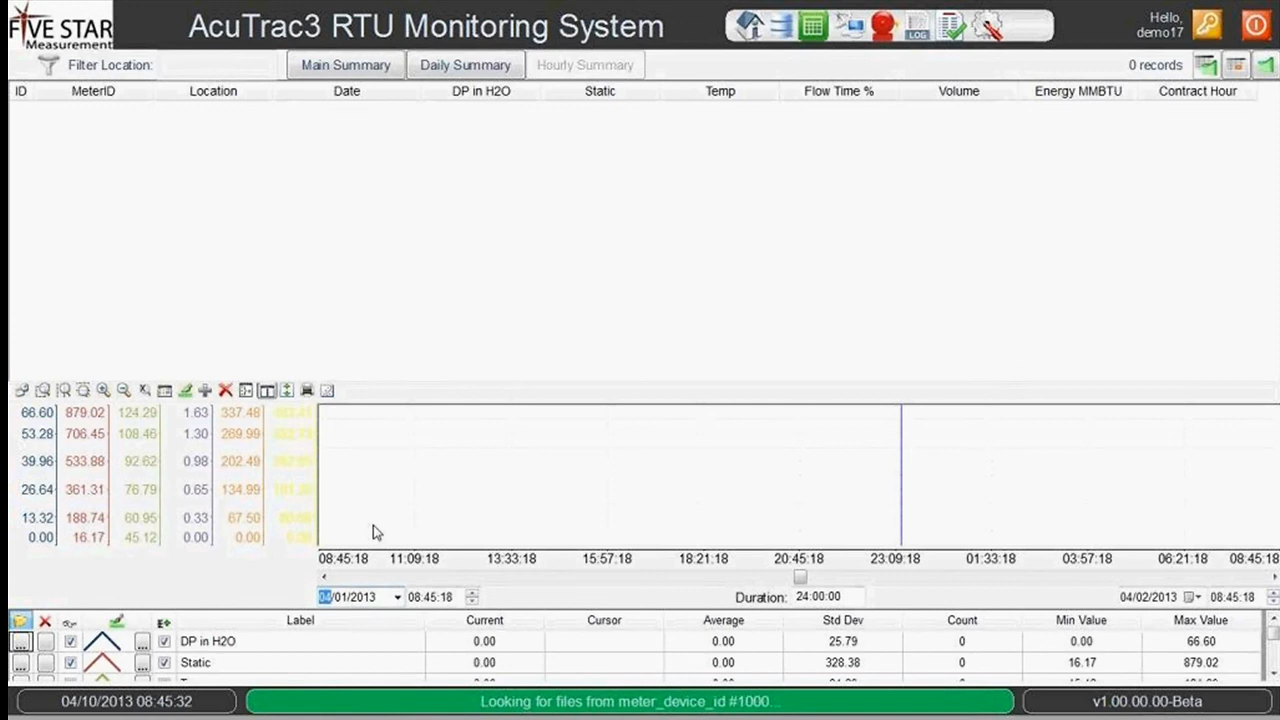 FIVE STAR
Measurement
AcuTrac3 RTU Monitoring System
LOG
Hello,
demo17
Filter Location:
Main Summary
Daily Summary
Hourly Summary
0 records
ID MeterID Location Date DP in H2O Static Temp Flow Time % Volume Energy MMBTU Contract Hour
66.60 879.02 124.29 1.63 337.48
53.28 706.45 108.46 1.30 269.99
39.96 533.88 92.62 0.98 202.49
26.64 361.31 76.79 0.65 134.99
13.32 188.74 60.95 0.33 67.50
0.00 16.17 45.12 0.00 0.00
08:45:18 11:09:18 13:33:18 15:57:18 18:21:18 20:45:18 23:09:18 01:33:18 03:57:18 06:21:18 08:45:18
04/01/2013 08:45:18 Duration: 24:00:00 04/02/2013 08:45:18
Label Current Cursor Average Std Dev Count Min Value Max Value
DP in H2O 0.00 0.00 25.79 0 0.00 66.60
Static 0.00 0.00 328.38 0 16.17 879.02
04/10/2013 08:45:32
Looking for files from meter_device_id #1000...
v1.00.00.00-Beta